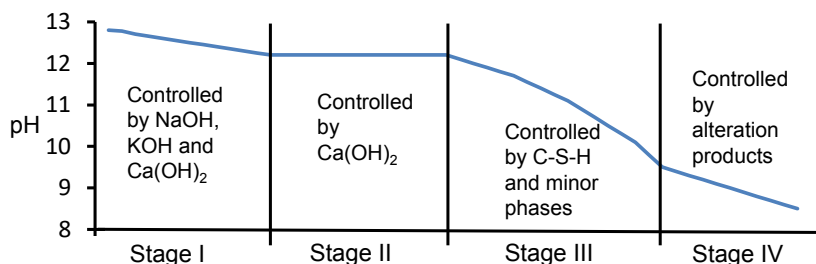 13
12
11
10
9
8
pH
Controlled
by NaOH,
KOH and
Ca(OH)₂
Controlled
by
Ca(OH)₂
Controlled
by C-S-H
and minor
phases
Controlled
by
alteration
products
Stage I
Stage II
Stage III
Stage IV